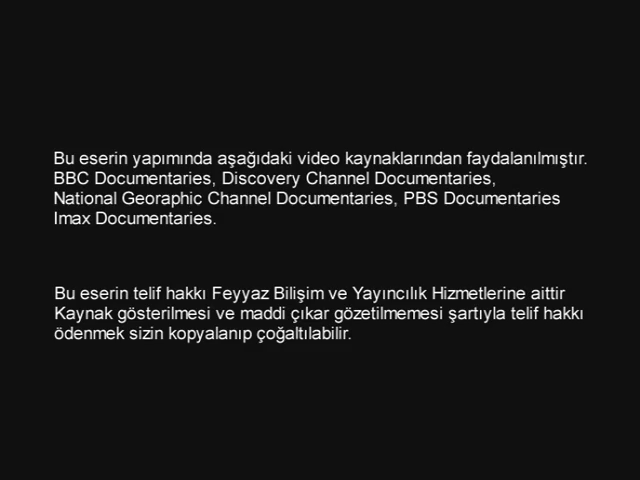 Bu eserin yapımında aşağıdaki video kaynaklarından faydalanılmıştır.
BBC Documentaries, Discovery Channel Documentaries,
National Georaphic Channel Documentaries, PBS Documentaries
Imax Documentaries.
Bu eserin telif hakkı Feyyaz Bilişim ve Yayıncılık Hizmetlerine aittir
Kaynak gösterilmesi ve maddi çıkar gözetilmemesi şartıyla telif hakkı
ödenmek sizin kopyalanıp çoğaltılabilir.